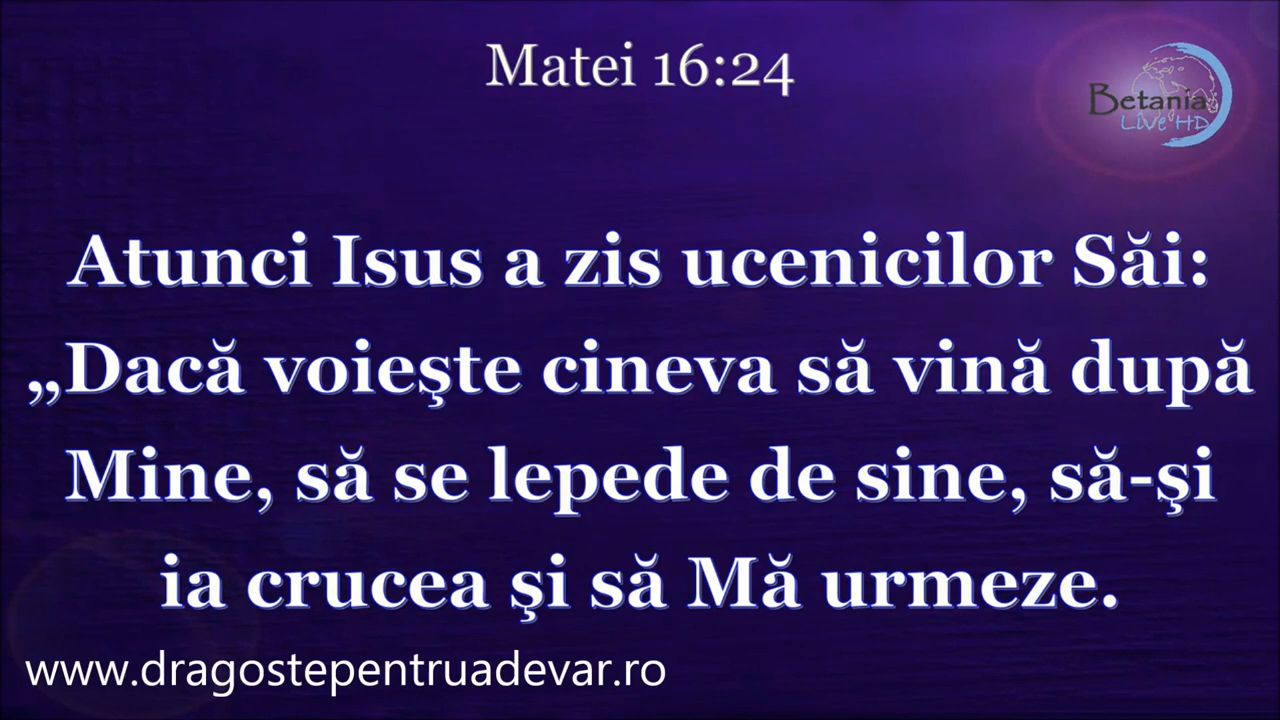 Matei 16:24
Betania
Live HD
Atunci Isus a zis ucenicilor Săi:
„Dacă voieşte cineva să vină după
Mine, să se lepede de sine, să-şi
ia crucea şi să Mă urmeze.
www.dragostepentruadevar.ro